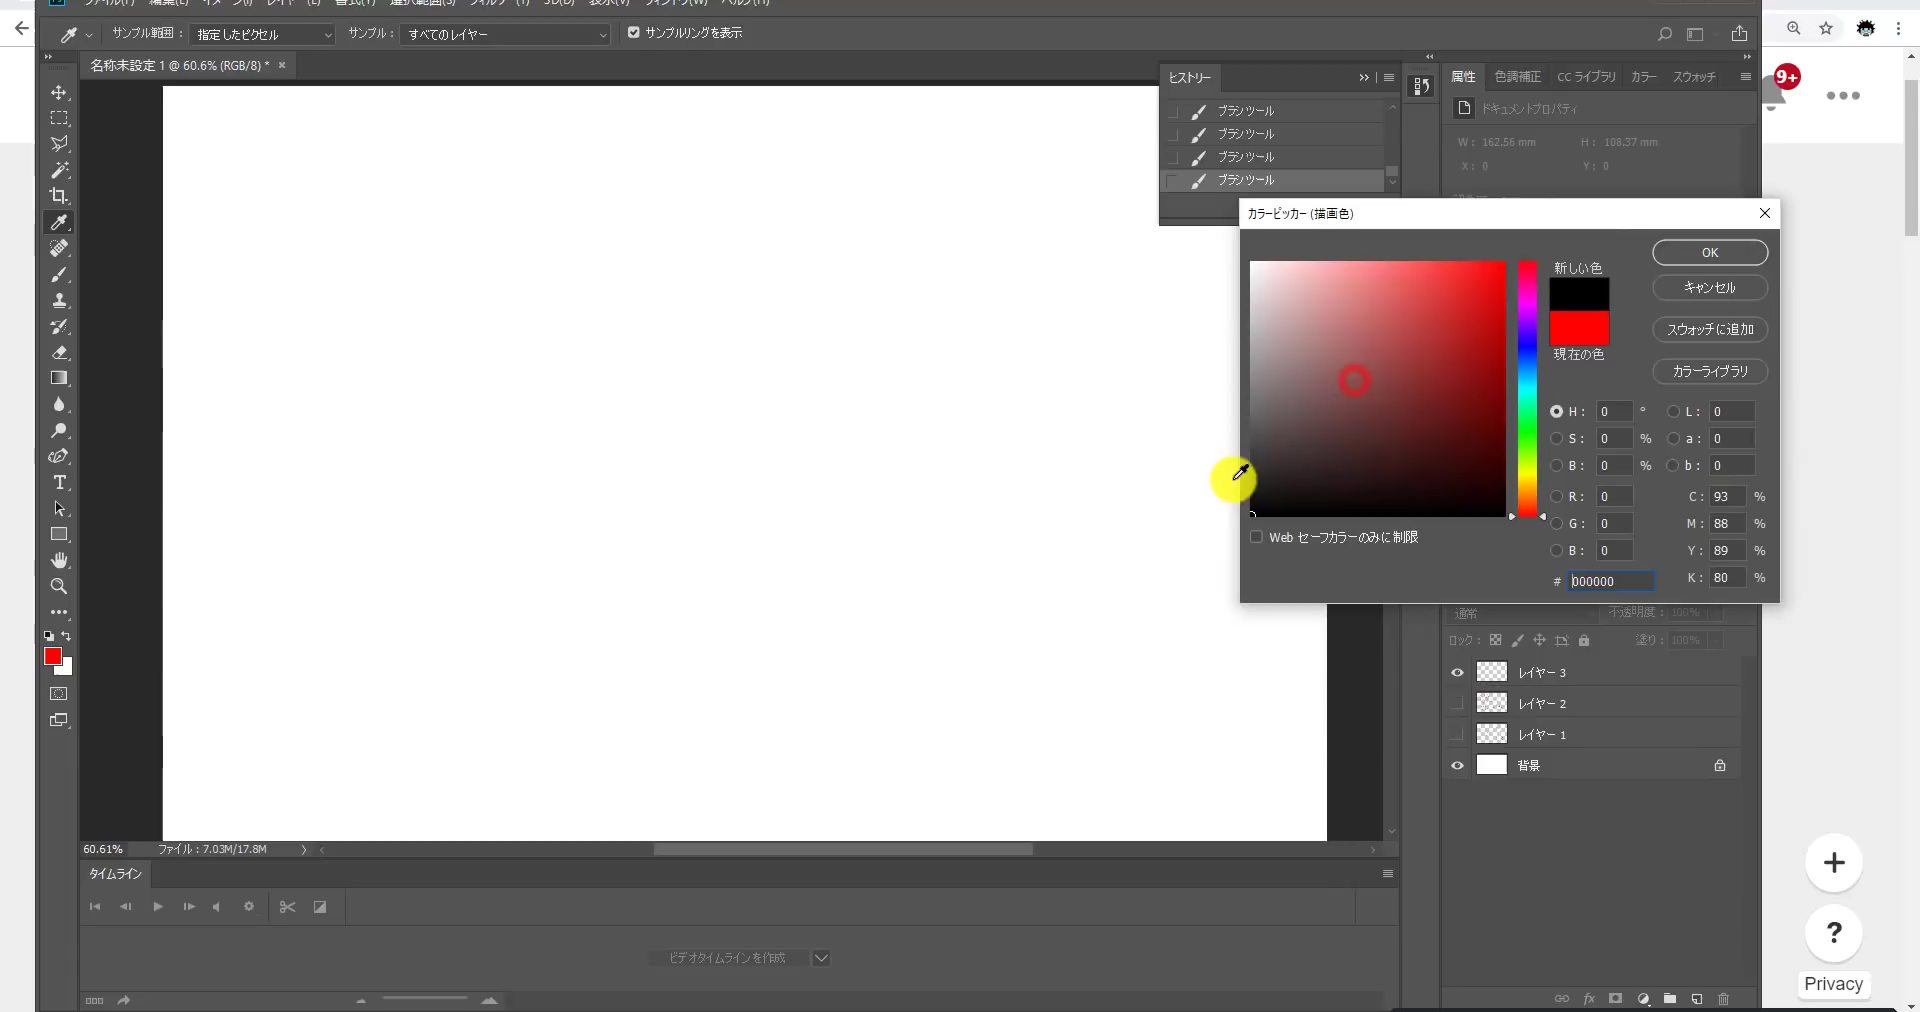 ファイル(F) 編集(E) イメージ(I) レイヤー(L) 書式(Y) 選択範囲(S) フィルター(T) 3D(D) 表示(V) ウィンドウ(W) ヘルプ(H)
サンプル範囲： 指定したピクセル サンプル： すべてのレイヤー サンプルリングを表示
名称未設定 1 @ 60.6% (RGB/8) * ×
ヒストリー
ブラシツール
ブラシツール
ブラシツール
ブラシツール
属性 色調補正 CC ライブラリ カラー スウォッチ
ドキュメントプロパティ
W： 162.56 mm H： 108.37 mm
X： 0 Y： 0
9+
カラーピッカー (描画色)
新しい色
現在の色
OK
キャンセル
スウォッチに追加
カラーライブラリ
H： 0 ° L： 0
S： 0 % a： 0
B： 0 % b： 0
R： 0 C： 93 %
G： 0 M： 88 %
B： 0 Y： 89 %
# 000000 K： 80 %
Web セーフカラーのみに制限
通常 不透明度： 100%
ロック： 塗り： 100%
レイヤー 3
レイヤー 2
レイヤー 1
背景
T
60.61% ファイル : 7.03M/17.8M
タイムライン
ビデオタイムラインを作成
fx
+
?
Privacy